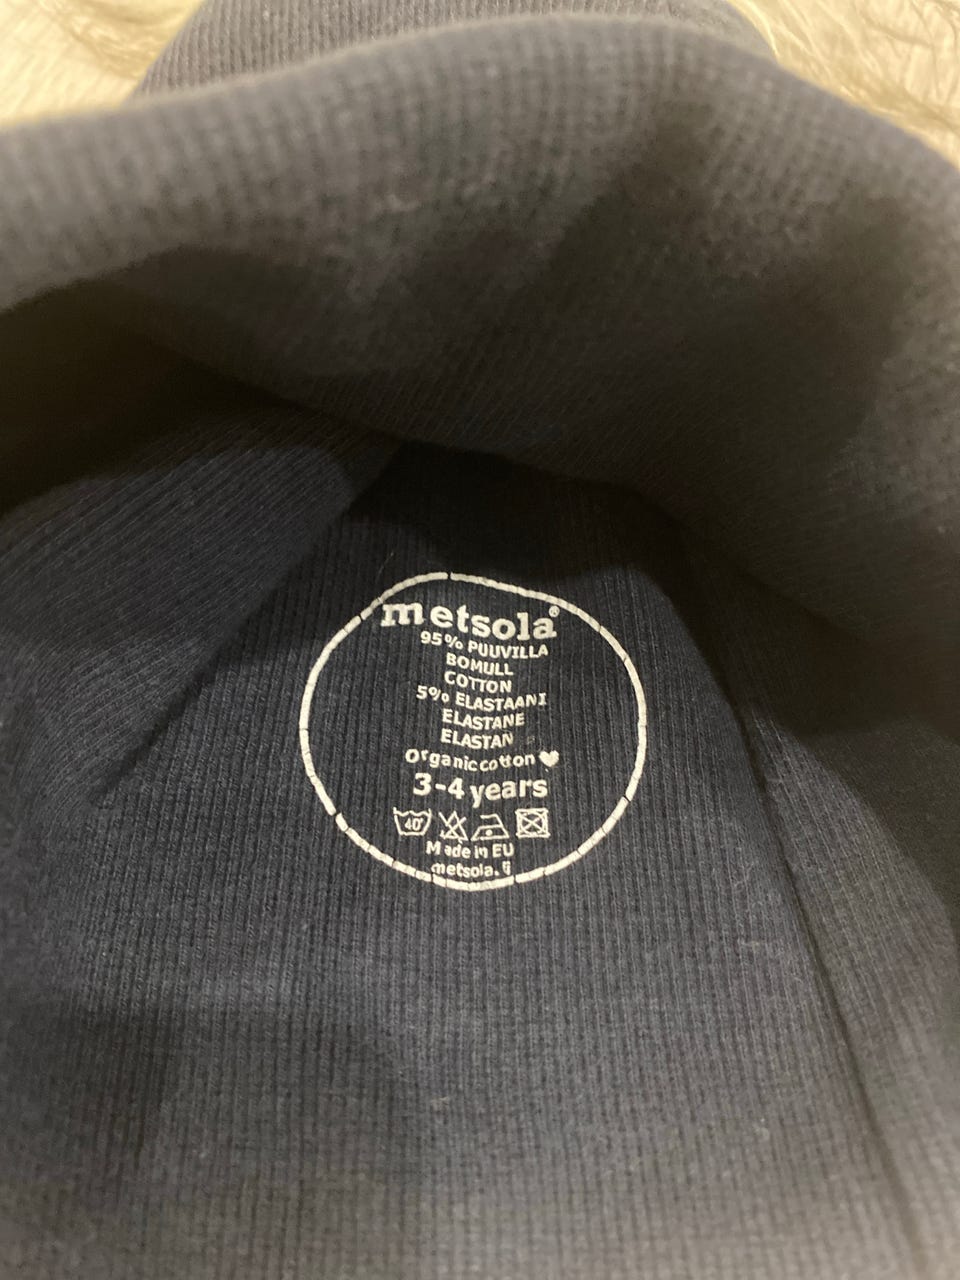 metsola®
95% PUUVILLA
BOMULL
COTTON
5% ELASTAANI
ELASTANE
ELASTAN
Organic cotton ♥
3-4 years
40°
Made in EU
metsola.fi